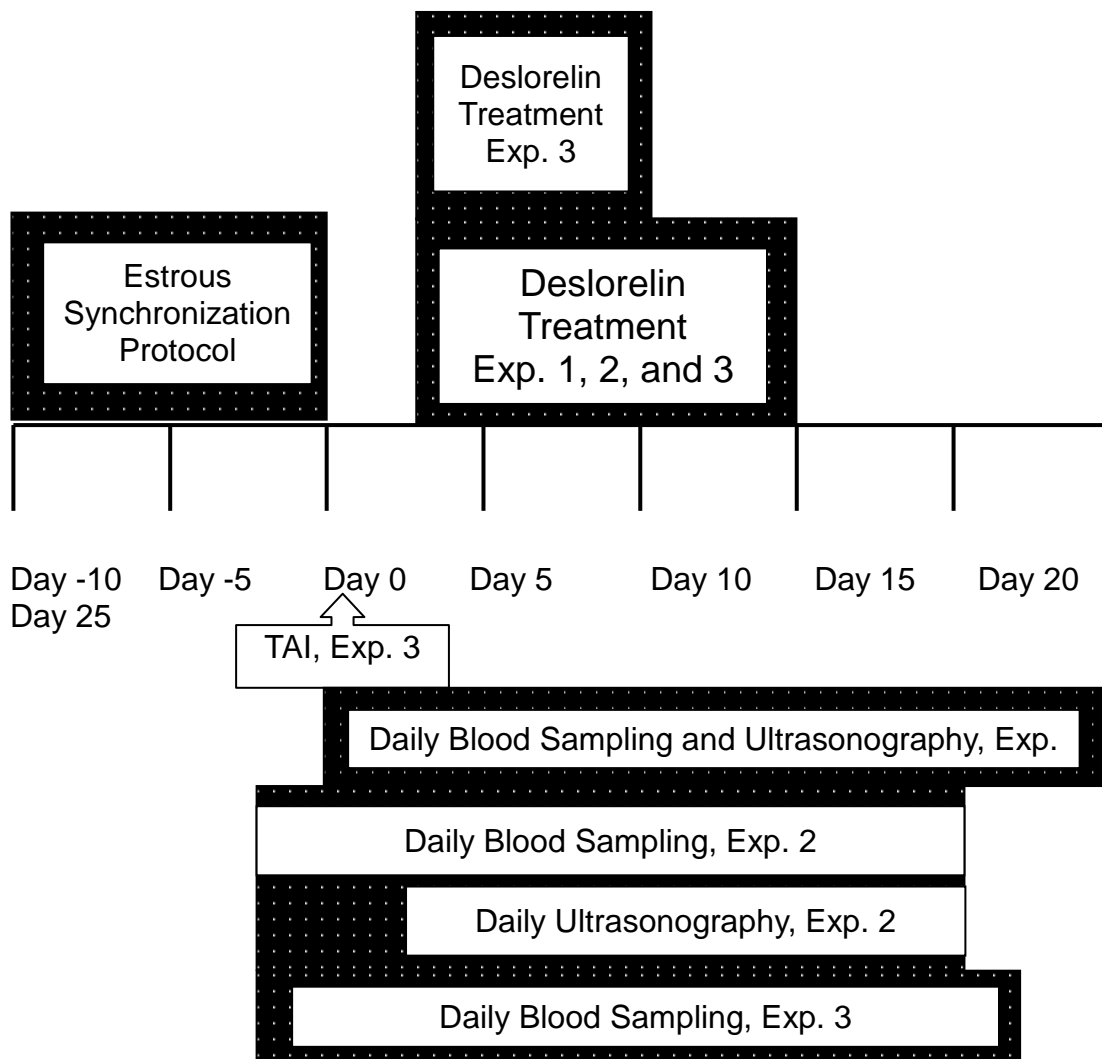 Deslorelin
Treatment
Exp. 3
Estrous
Synchronization
Protocol
Deslorelin
Treatment
Exp. 1, 2, and 3
Day -10 Day -5 Day 0 Day 5 Day 10 Day 15 Day 20
Day 25
TAI, Exp. 3
Daily Blood Sampling and Ultrasonography, Exp.
Daily Blood Sampling, Exp. 2
Daily Ultrasonography, Exp. 2
Daily Blood Sampling, Exp. 3